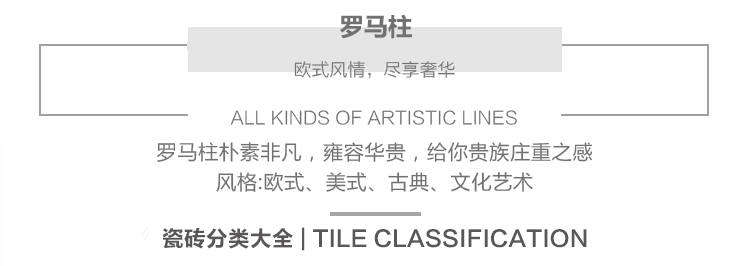 罗马柱
欧式风情，尽享奢华
ALL KINDS OF ARTISTIC LINES
罗马柱朴素非凡，雍容华贵，给你贵族庄重之感
风格:欧式、美式、古典、文化艺术
瓷砖分类大全 | TILE CLASSIFICATION